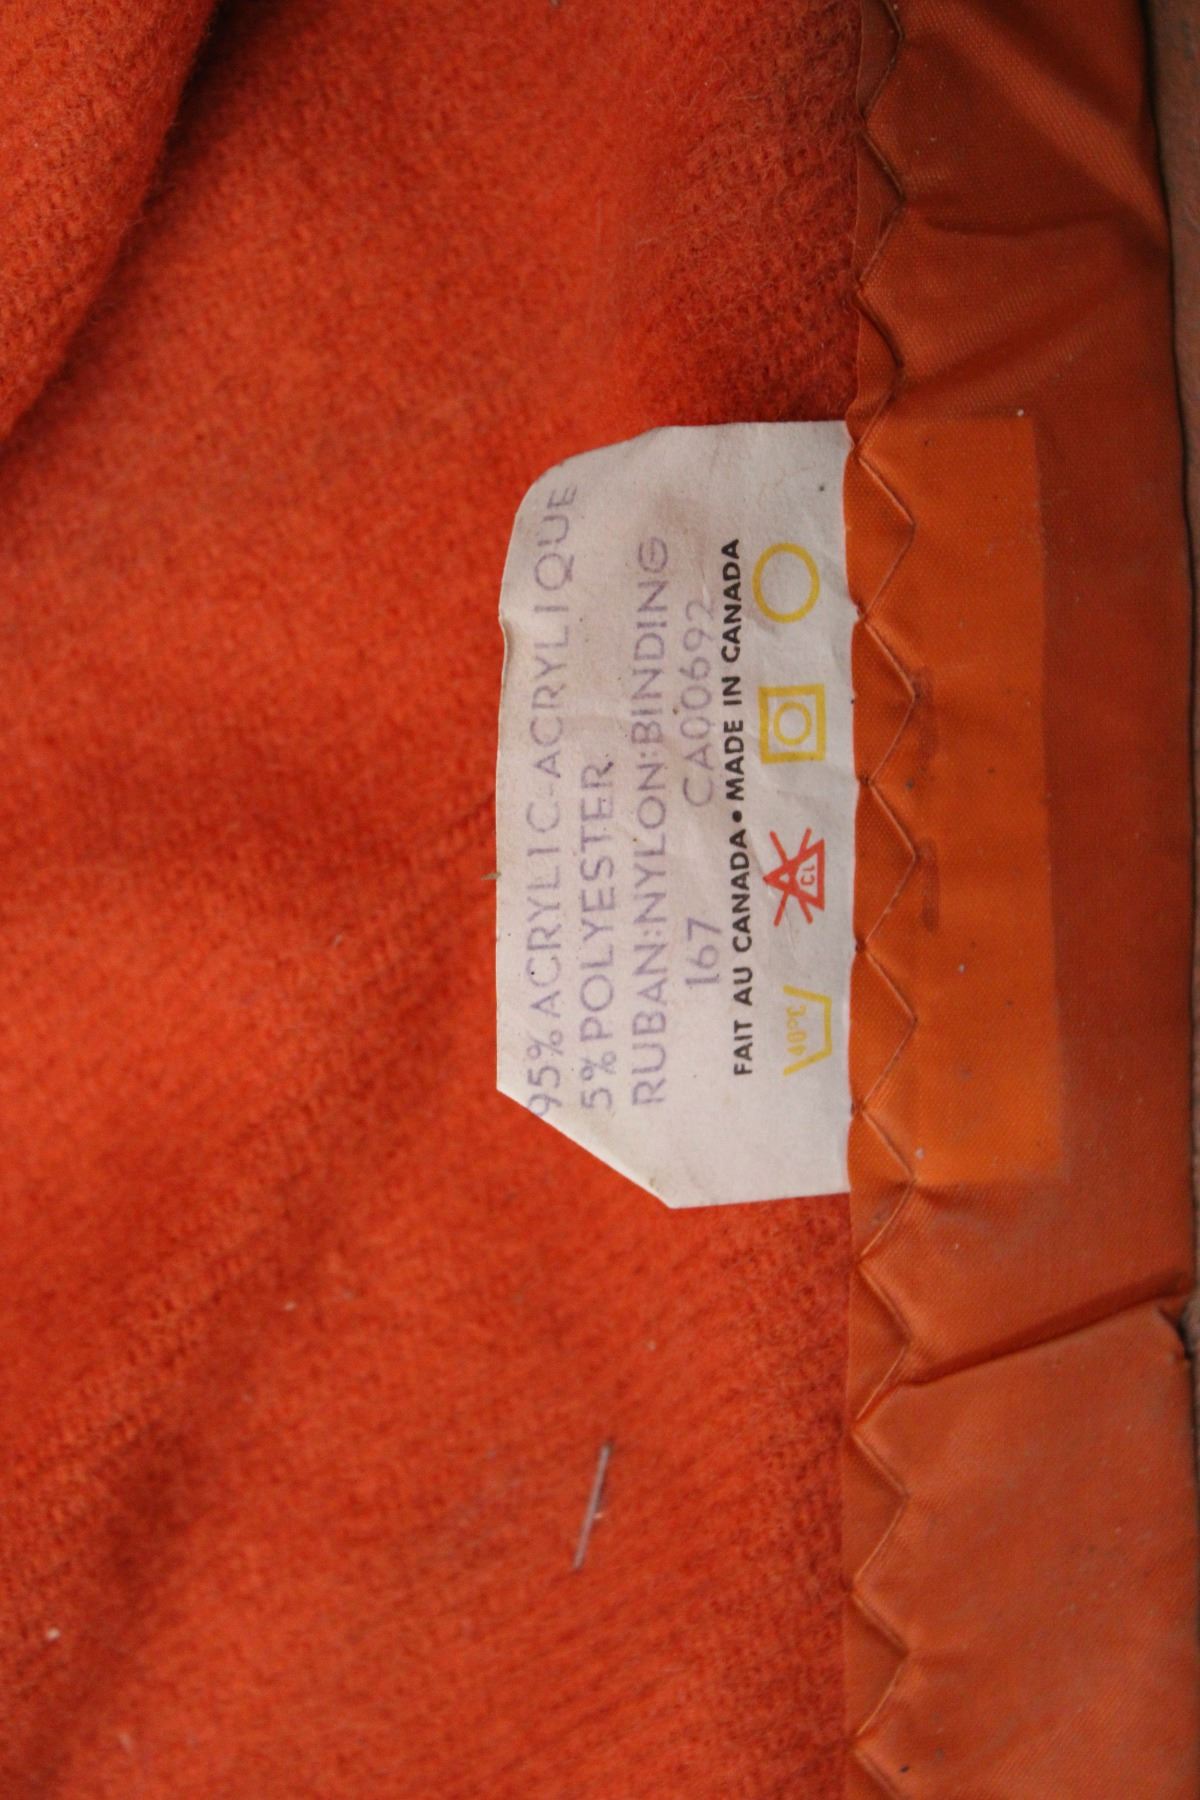 95% ACRYLIC-ACRYLIQUE
5% POLYESTER
RUBAN:NYLON:BINDING
167 CA00692
FAIT AU CANADA • MADE IN CANADA
40°C CL